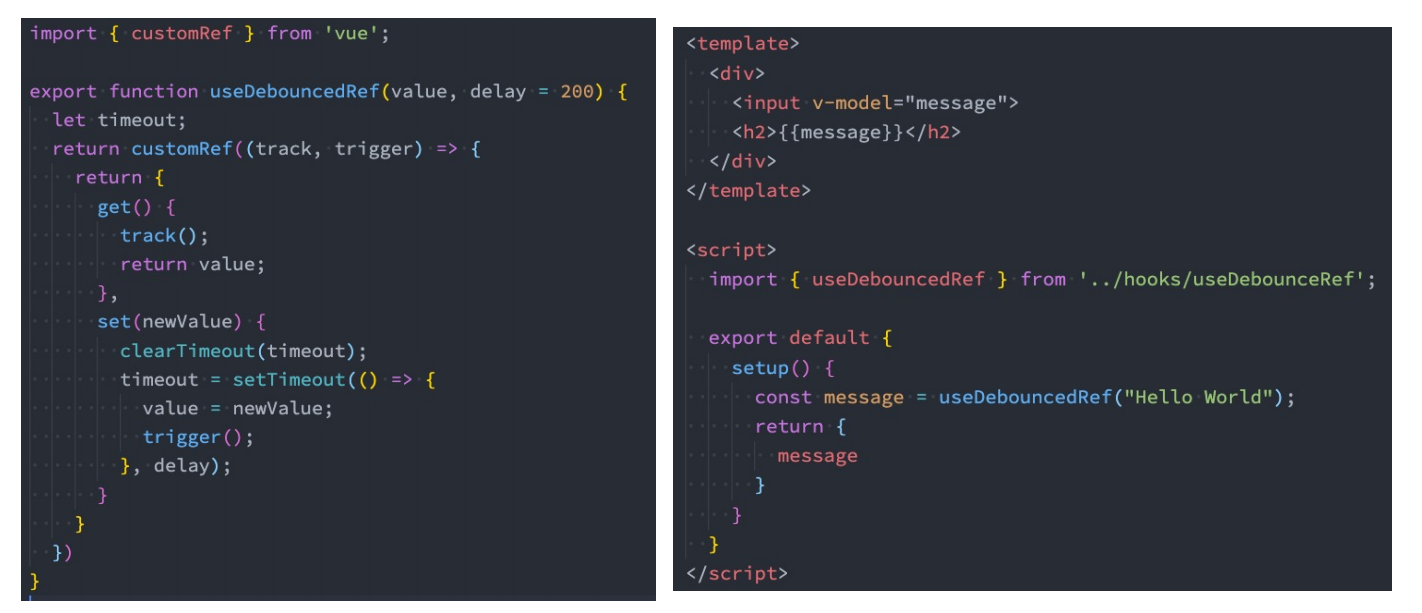 import { customRef } from 'vue';

export function useDebouncedRef(value, delay = 200) {
  let timeout;
  return customRef((track, trigger) => {
    return {
      get() {
        track();
        return value;
      },
      set(newValue) {
        clearTimeout(timeout);
        timeout = setTimeout(() => {
          value = newValue;
          trigger();
        }, delay);
      }
    }
  })
}
<template>
  <div>
    <input v-model="message">
    <h2>{{message}}</h2>
  </div>
</template>

<script>
  import { useDebouncedRef } from '../hooks/useDebounceRef';

  export default {
    setup() {
      const message = useDebouncedRef("Hello World");
      return {
        message
      }
    }
  }
</script>